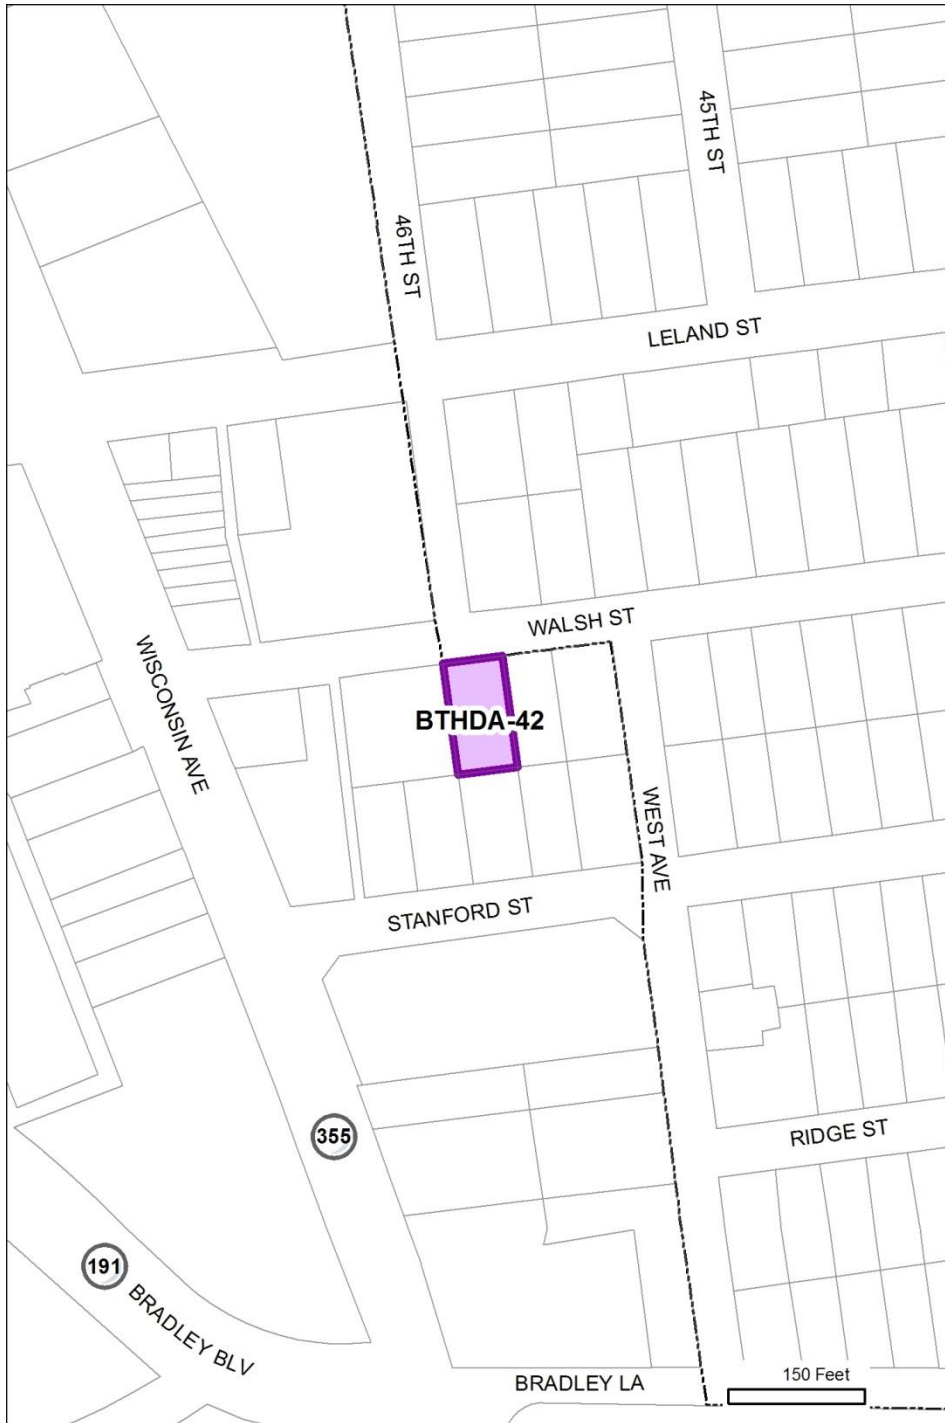 45TH ST
46TH ST
LELAND ST
WALSH ST
WISCONSIN AVE
BTHDA-42
WEST AVE
STANFORD ST
355
RIDGE ST
191
BRADLEY BLV
150 Feet
BRADLEY LA